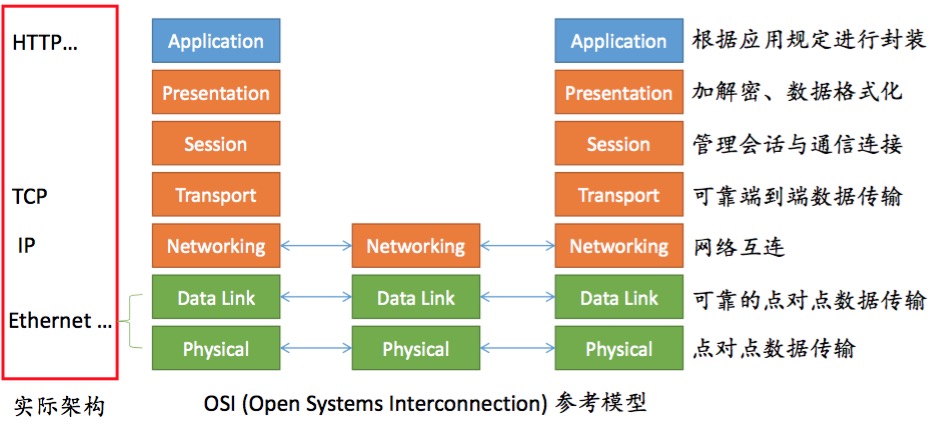 HTTP... Application Application 根据应用规定进行封装
Presentation Presentation 加解密、数据格式化
Session Session 管理会话与通信连接
TCP Transport Transport 可靠端到端数据传输
IP Networking Networking Networking 网络互连
Data Link Data Link Data Link 可靠的点对点数据传输
Ethernet ...
Physical Physical Physical 点对点数据传输
实际架构 OSI (Open Systems Interconnection) 参考模型